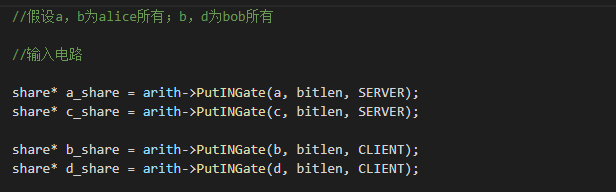 //假设a，b为alice所有；b，d为bob所有
//输入电路
share* a_share = arith->PutINGate(a, bitlen, SERVER);
share* c_share = arith->PutINGate(c, bitlen, SERVER);
share* b_share = arith->PutINGate(b, bitlen, CLIENT);
share* d_share = arith->PutINGate(d, bitlen, CLIENT);